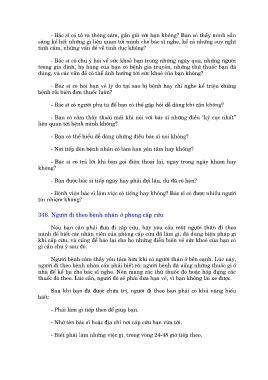 - Bác sĩ có tỏ ra thông cảm, gần gũi với bạn không? Bạn có thấy mình sẵn
sàng kể hết những gì liên quan tới mình cho bác sĩ nghe, kể cả những suy nghĩ
tình cảm, những vấn đề về tình dục không?
- Bác sĩ có chú ý hỏi về sức khoẻ bạn trong những ngày qua, những người
trong gia đình, họ hàng của bạn có bệnh gia truyền, những thứ thuốc bạn đã
dùng, và các vấn đề có thể ảnh hưởng tới sức khoẻ của bạn không?
- Bác sĩ có hỏi bạn về lý do tại sao bị bệnh hay chỉ nghe kể triệu chứng
bệnh rồi biên đơn thuốc luôn?
- Bác sĩ có người phụ tá để bạn có thể gặp hỏi dễ dàng khi cần không?
- Bạn có cảm thấy thoải mái khi nói với bác sĩ những điều "kỳ cục nhất"
liên quan tới bệnh mình không?
- Bạn có thể hiểu dễ dàng những điều bác sĩ nói không?
- Nơi tiếp đón bệnh nhân có làm bạn yên tâm hay không?
- Bác sĩ có trả lời khi bạn gọi điện thoại lại, ngay trong ngày khám hay
không?
- Bạn được bác sĩ tiếp ngay hay phải đợi lâu, dù đã có hẹn?
- Bệnh viện bác sĩ làm việc có tiếng hay không? Bác sĩ có được nhiều người
tín nhiệm không?
346. Người đi theo bệnh nhân ở phòng cấp cứu
Nếu bạn cần phải đưa đi cấp cứu, hãy yêu cầu một người thân đi theo
mình để biết các nhân viên của phòng cấp cứu đã làm gì, đã dùng biện pháp gì
khi cấp cứu, và cũng để báo lại cho họ những diễn biến về sức khoẻ của bạn có
gì cần chú ý sau đó.
Người bệnh cảm thấy yên tâm hơn khi có người thân ở bên cạnh. Lúc này,
người đi theo bệnh nhân cần phải biết rõ: người bệnh đã uống những thuốc gì ở
nhà để kể lại cho bác sĩ nghe. Nên mang các thứ thuốc đó hoặc hộp đựng các
thuốc đó theo. Lúc cần, người đó sẽ phải đưa bạn về, vì bạn không lái xe được.
Sau khi bạn đã được chữa trị, người đi theo bạn phải có khả năng hiểu
biết:
- Phải làm gì tiếp theo để giúp bạn.
- Nhớ tên bác sĩ hoặc địa chỉ nơi cấp cứu bạn vừa tới.
- Biết phải làm những việc gì, trong vòng 24-48 giờ tiếp theo.